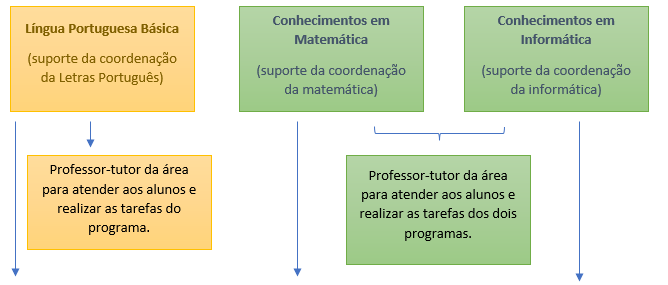 Língua Portuguesa Básica
(suporte da coordenação
da Letras Português)
Conhecimentos em
Matemática
(suporte da coordenação
da matemática)
Conhecimentos em
Informática
(suporte da coordenação
da informática)
Professor-tutor da área
para atender aos alunos e
realizar as tarefas do
programa.
Professor-tutor da área
para atender aos alunos e
realizar as tarefas dos dois
programas.